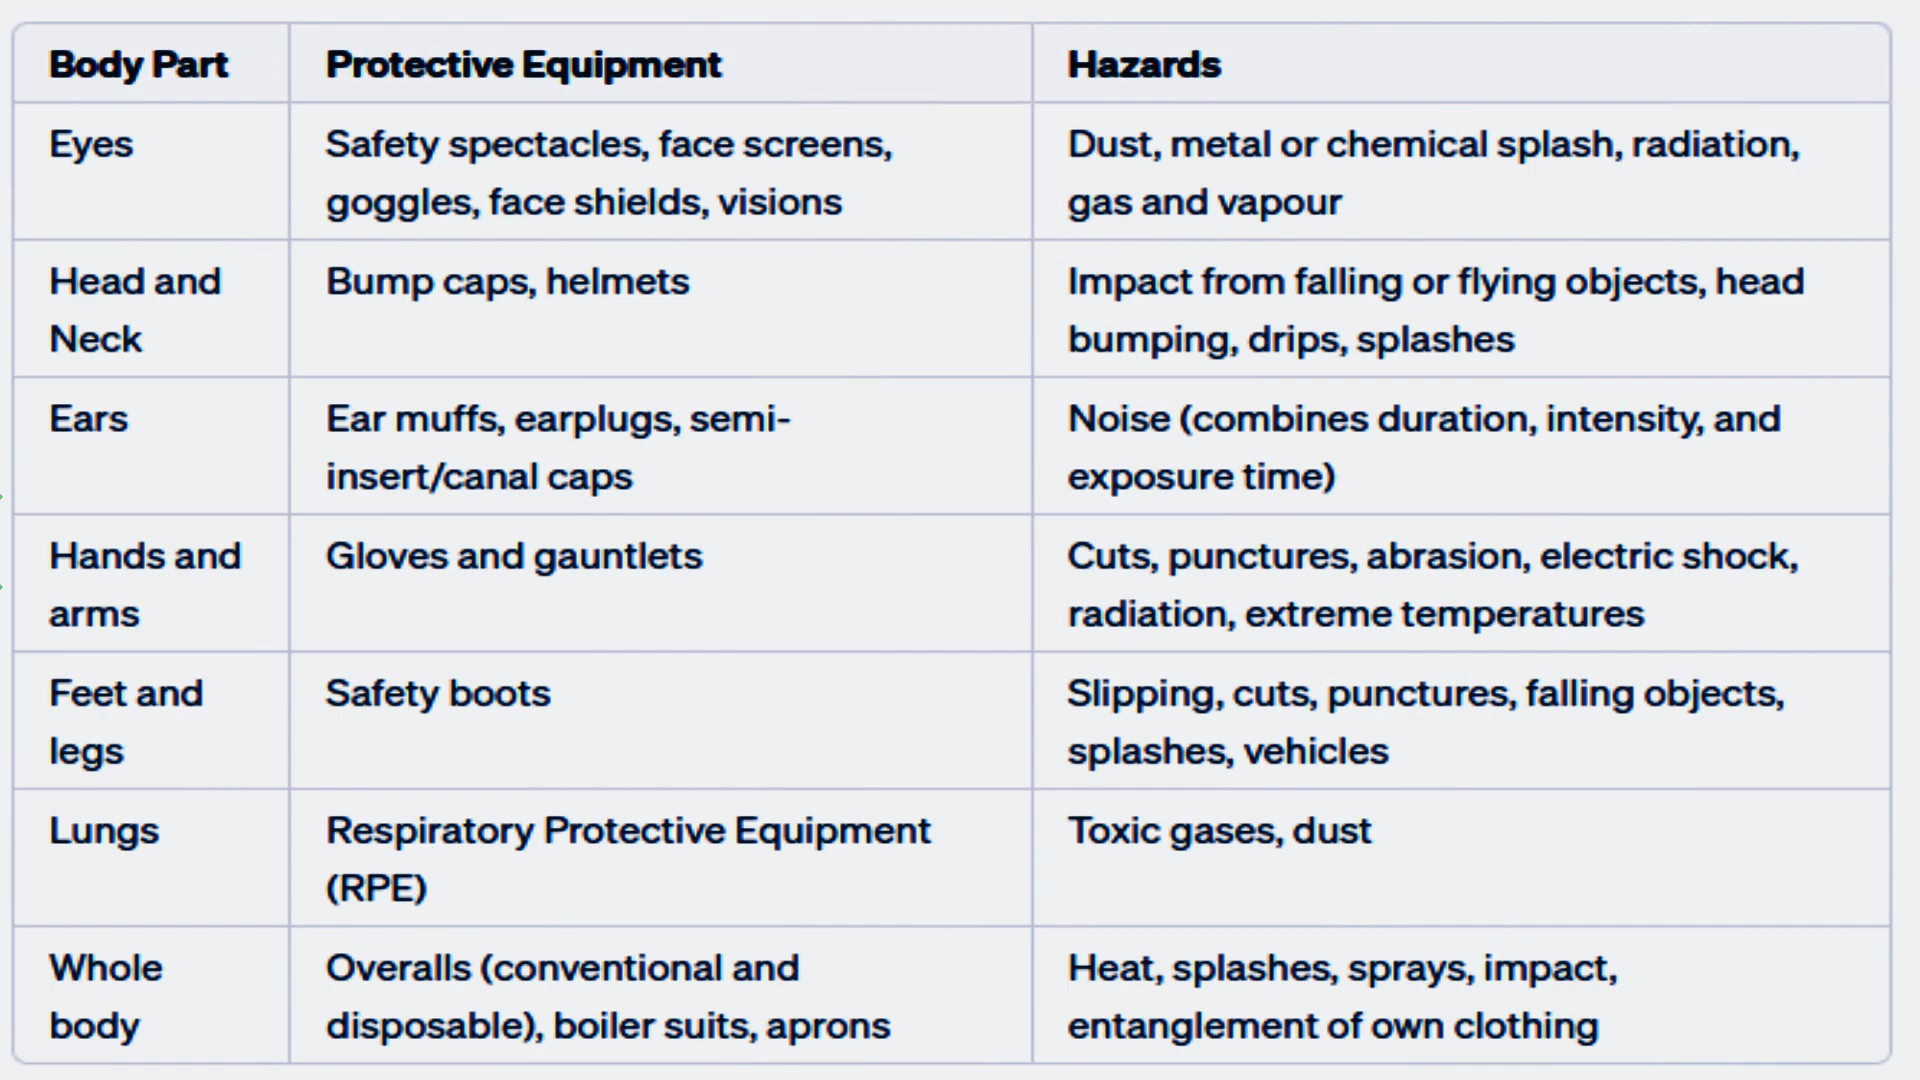 Body Part Protective Equipment Hazards
Eyes Safety spectacles, face screens, Dust, metal or chemical splash, radiation,
goggles, face shields, visions gas and vapour
Head and Bump caps, helmets Impact from falling or flying objects, head
Neck bumping, drips, splashes
Ears Ear muffs, earplugs, semi- Noise (combines duration, intensity, and
insert/canal caps exposure time)
Hands and Gloves and gauntlets Cuts, punctures, abrasion, electric shock,
arms radiation, extreme temperatures
Feet and Safety boots Slipping, cuts, punctures, falling objects,
legs splashes, vehicles
Lungs Respiratory Protective Equipment Toxic gases, dust
(RPE)
Whole Overalls (conventional and Heat, splashes, sprays, impact,
body disposable), boiler suits, aprons entanglement of own clothing